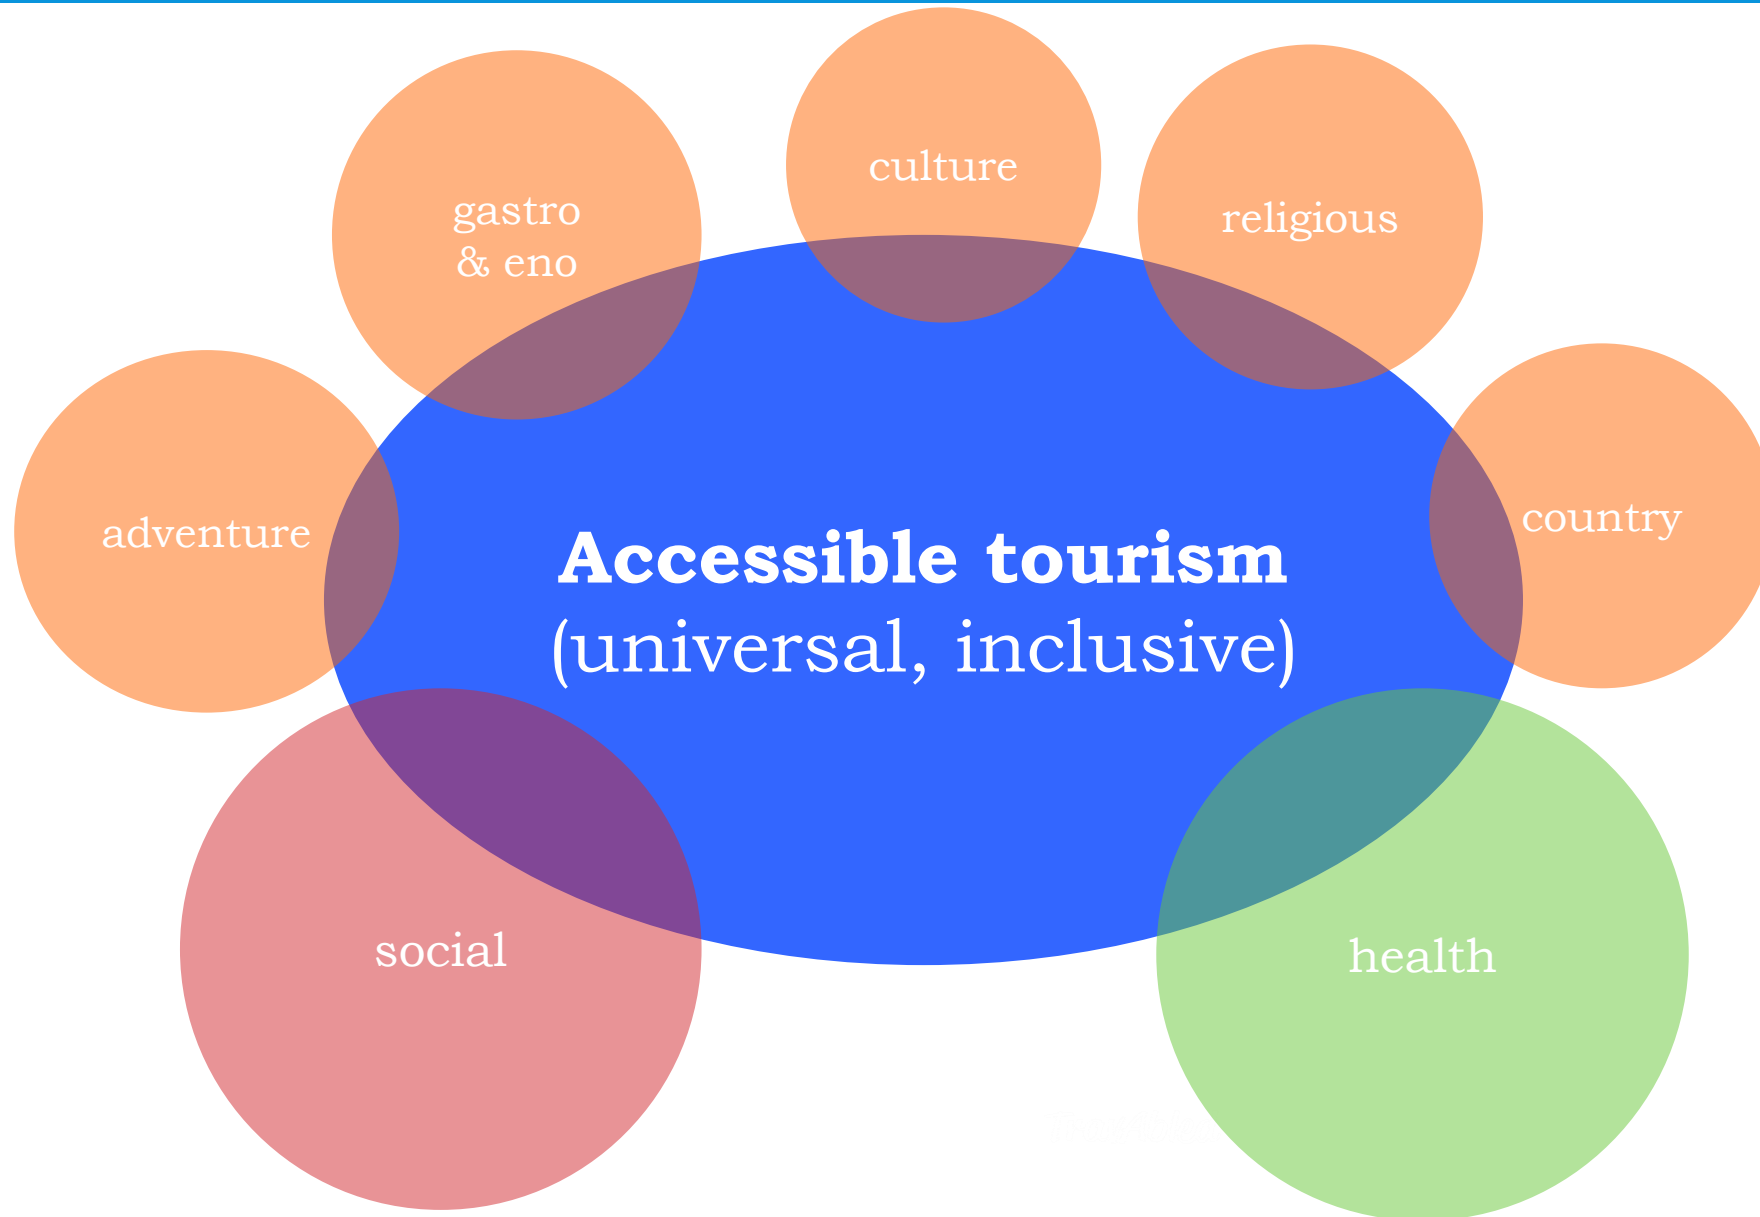 culture
gastro
& eno
religious
adventure
country
Accessible tourism
(universal, inclusive)
social
health